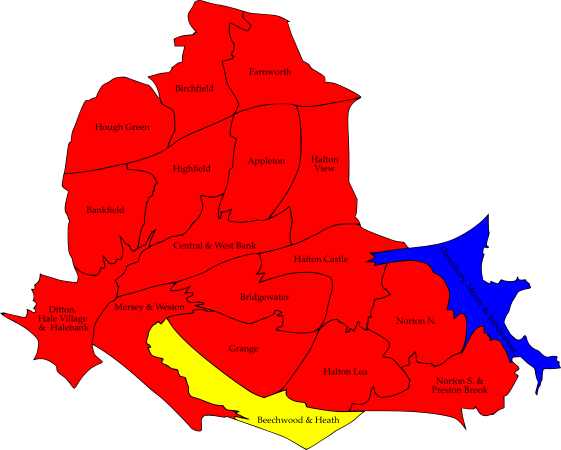 Farnworth
Birchfield
Hough Green
Highfield
Appleton
Halton
View
Bankfield
Central & West Bank
Halton Castle
Daresbury, Moore & Sandymoor
Bridgewater
Mersey & Weston
Ditton,
Hale Village
& Halebank
Norton N.
Grange
Halton Lea
Norton S. &
Preston Brook
Beechwood & Heath